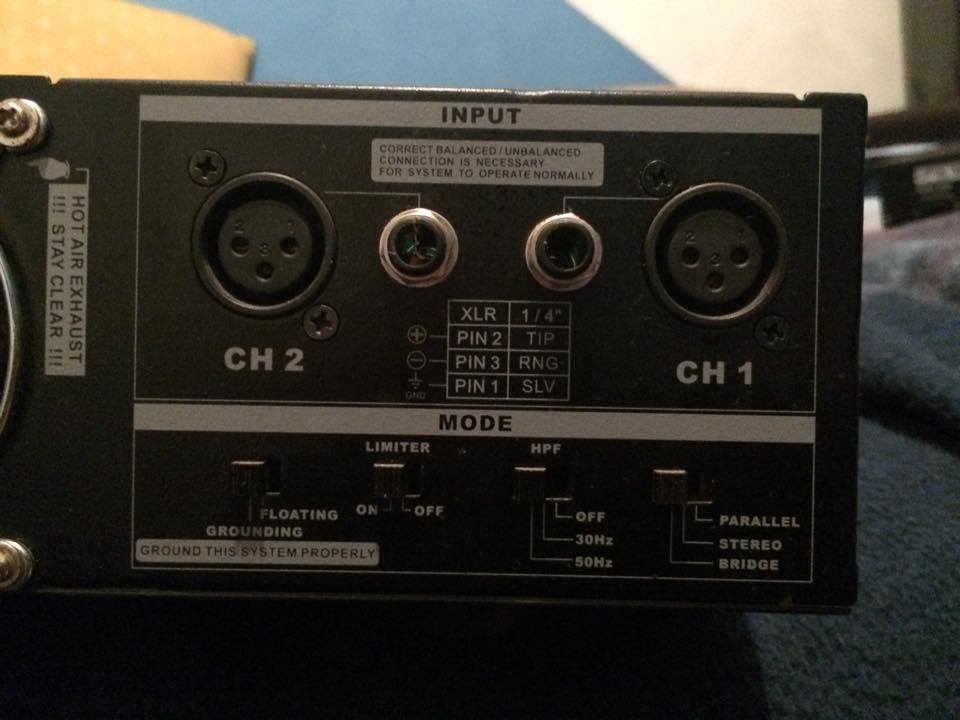 INPUT
CORRECT BALANCED / UNBALANCED
CONNECTION IS NECESSARY
FOR SYSTEM TO OPERATE NORMALLY
HOT AIR EXHAUST
!!! STAY CLEAR !!!
2 1
3
2 1
3
XLR 1/4"
PIN 2 TIP
PIN 3 RNG
PIN 1 SLV
GND
CH 2
CH 1
MODE
LIMITER
HPF
FLOATING
GROUNDING
ON OFF
OFF
30Hz
50Hz
PARALLEL
STEREO
BRIDGE
GROUND THIS SYSTEM PROPERLY